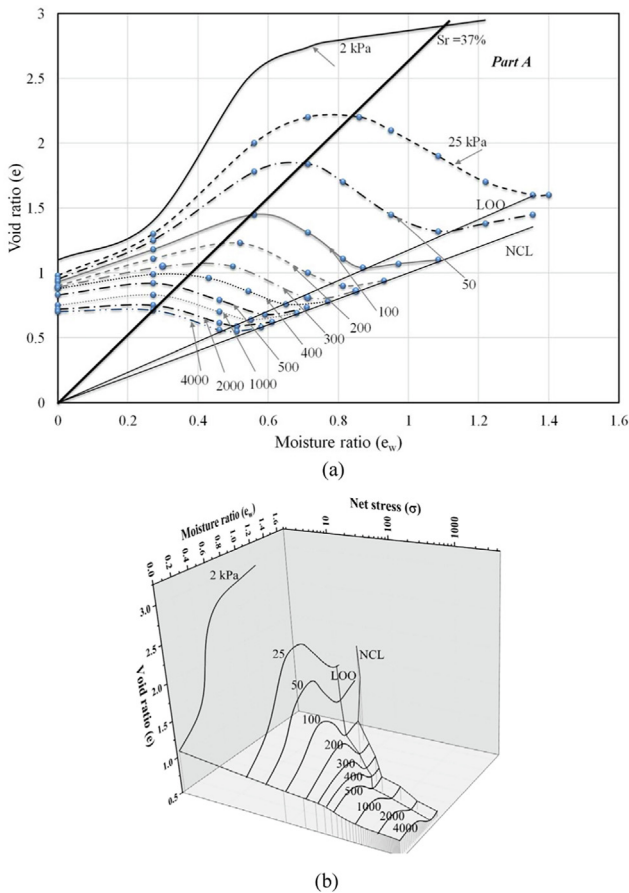 (a)
3
2.5
2
1.5
1
0.5
0
Void ratio (e)
2 kPa
Sr =37%
Part A
25 kPa
LOO
NCL
50
100
200
300
400
500
1000
2000
4000
0 0.2 0.4 0.6 0.8 1 1.2 1.4 1.6
Moisture ratio (ew)
(a)
Net stress (σ)
10 100 1000
Moisture ratio (ew)
0.0 0.2 0.4 0.6 0.8 1.0 1.2 1.4 1.6
2 kPa
3.0
2.5
2.0
1.5
1.0
0.5
Void ratio (e)
25
NCL
LOO
50
100
200
300
400
500
1000
2000
4000
(b)